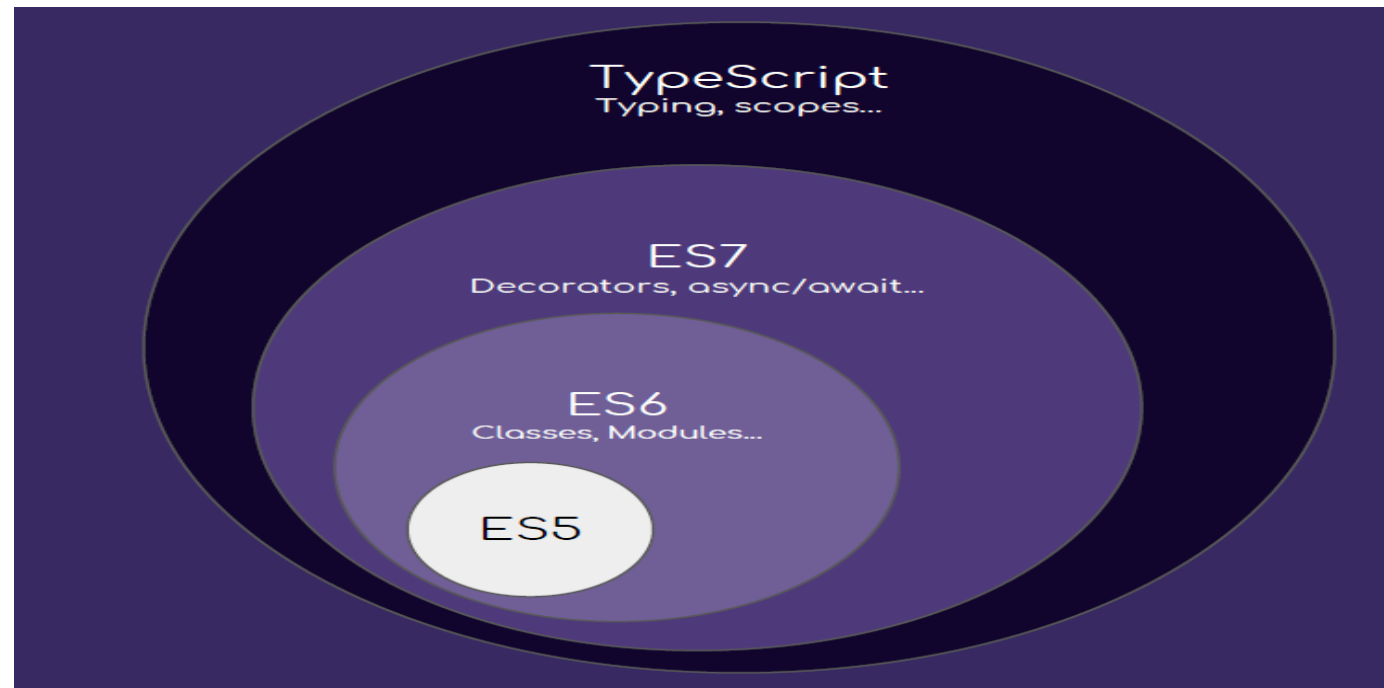 TypeScript
Typing, scopes...
ES7
Decorators, async/await...
ES6
Classes, Modules...
ES5